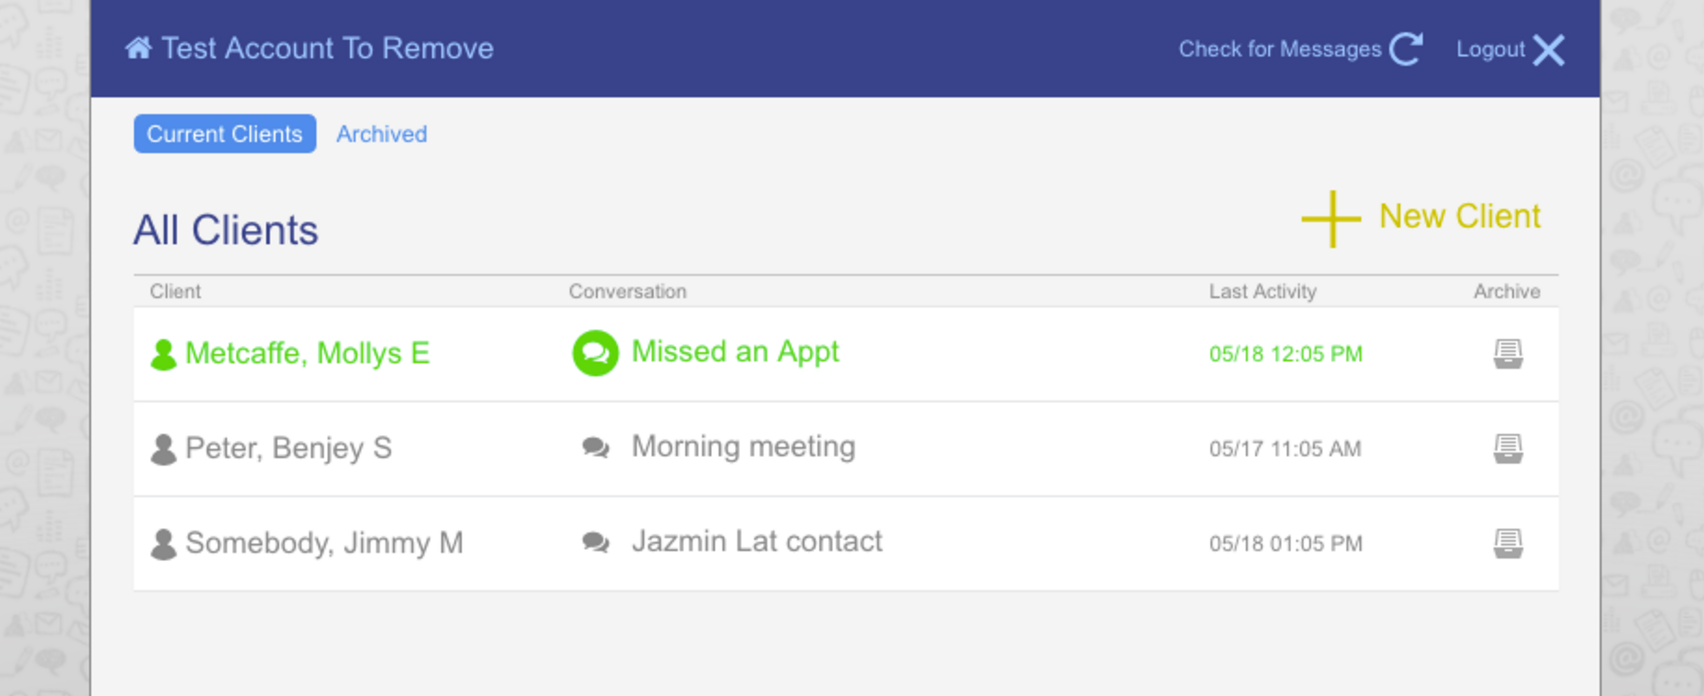 Test Account To Remove Check for Messages Logout
Current Clients Archived
All Clients New Client
Client Conversation Last Activity Archive
Metcaffe, Mollys E Missed an Appt 05/18 12:05 PM
Peter, Benjey S Morning meeting 05/17 11:05 AM
Somebody, Jimmy M Jazmin Lat contact 05/18 01:05 PM